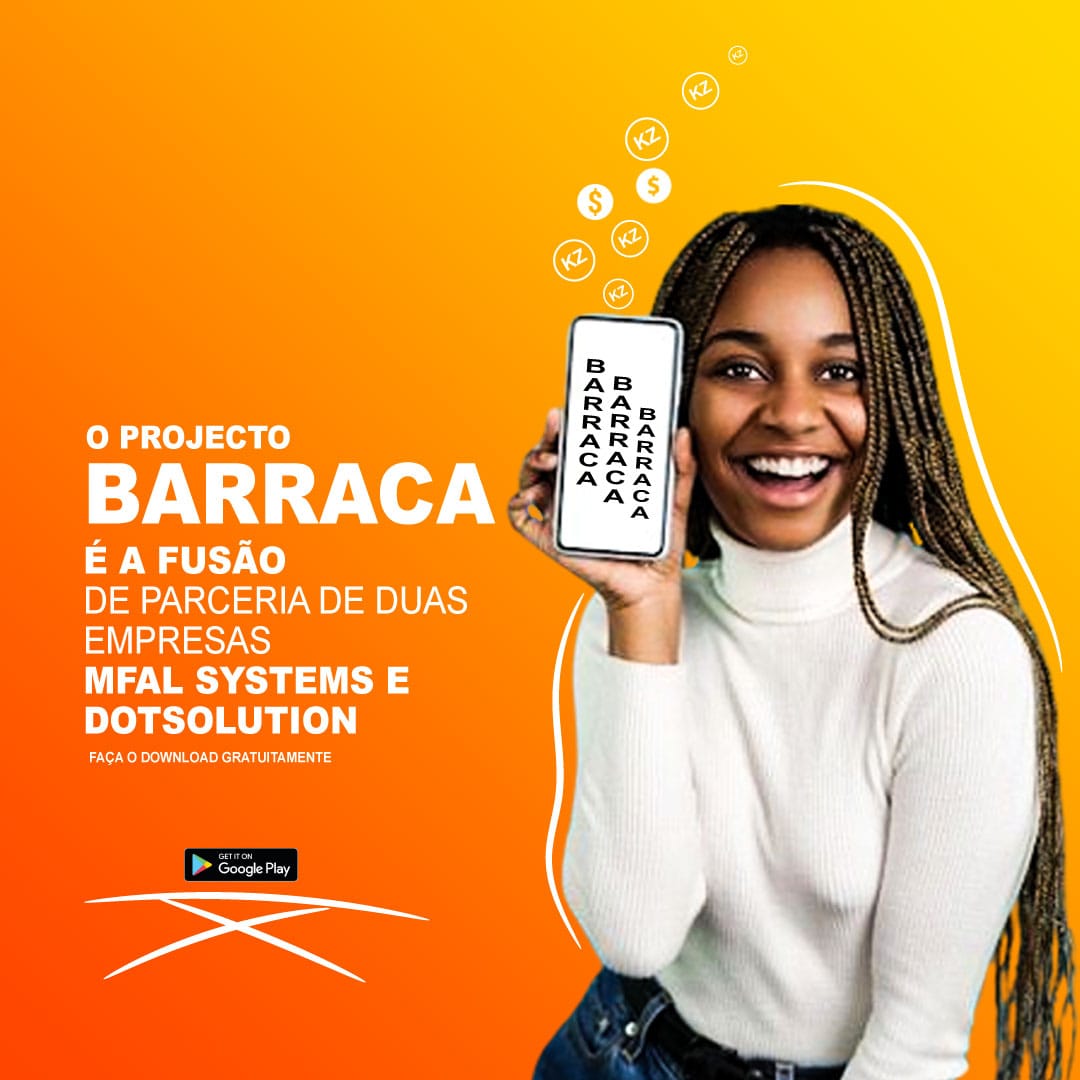 KZ
KZ
KZ
$
$
KZ
KZ
KZ
BARRACA
BARRACA
BARRACA
O PROJECTO
BARRACA
É A FUSÃO
DE PARCERIA DE DUAS
EMPRESAS
MFAL SYSTEMS E
DOTSOLUTION
FAÇA O DOWNLOAD GRATUITAMENTE
GET IT ON
Google Play